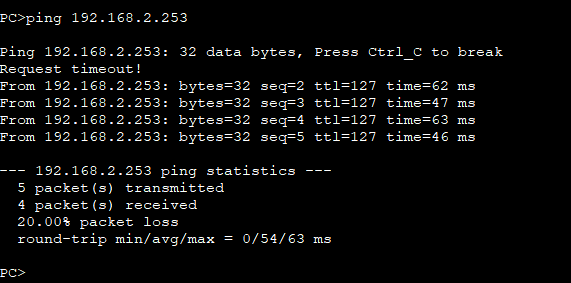 PC>ping 192.168.2.253
Ping 192.168.2.253: 32 data bytes, Press Ctrl_C to break
Request timeout!
From 192.168.2.253: bytes=32 seq=2 ttl=127 time=62 ms
From 192.168.2.253: bytes=32 seq=3 ttl=127 time=47 ms
From 192.168.2.253: bytes=32 seq=4 ttl=127 time=63 ms
From 192.168.2.253: bytes=32 seq=5 ttl=127 time=46 ms
--- 192.168.2.253 ping statistics ---
5 packet(s) transmitted
4 packet(s) received
20.00% packet loss
round-trip min/avg/max = 0/54/63 ms
PC>